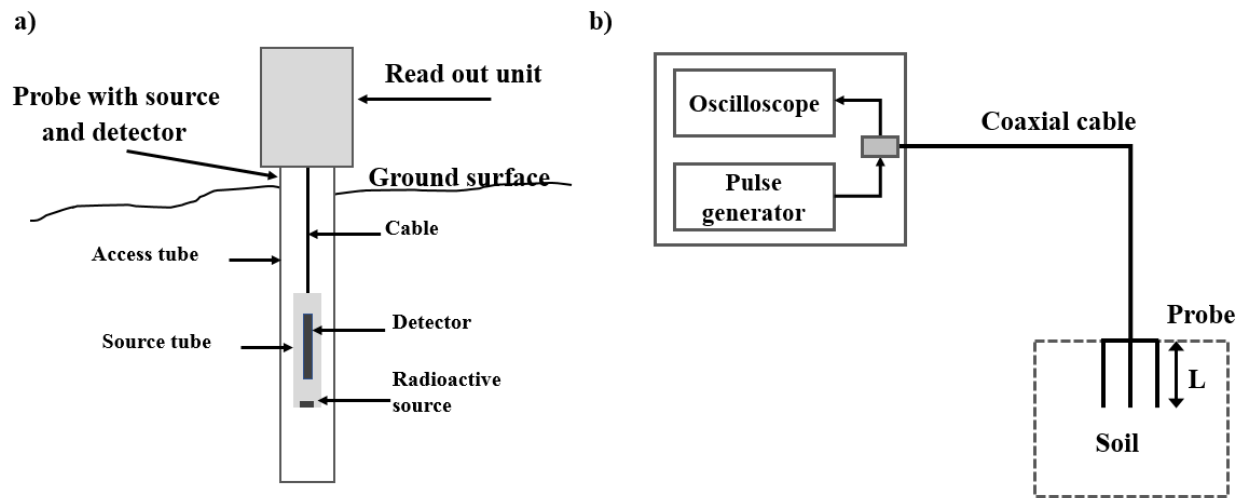 a)
Read out unit
Probe with source
and detector
Ground surface
Cable
Access tube
Detector
Source tube
Radioactive
source
b)
Oscilloscope
Coaxial cable
Pulse
generator
Probe
L
Soil